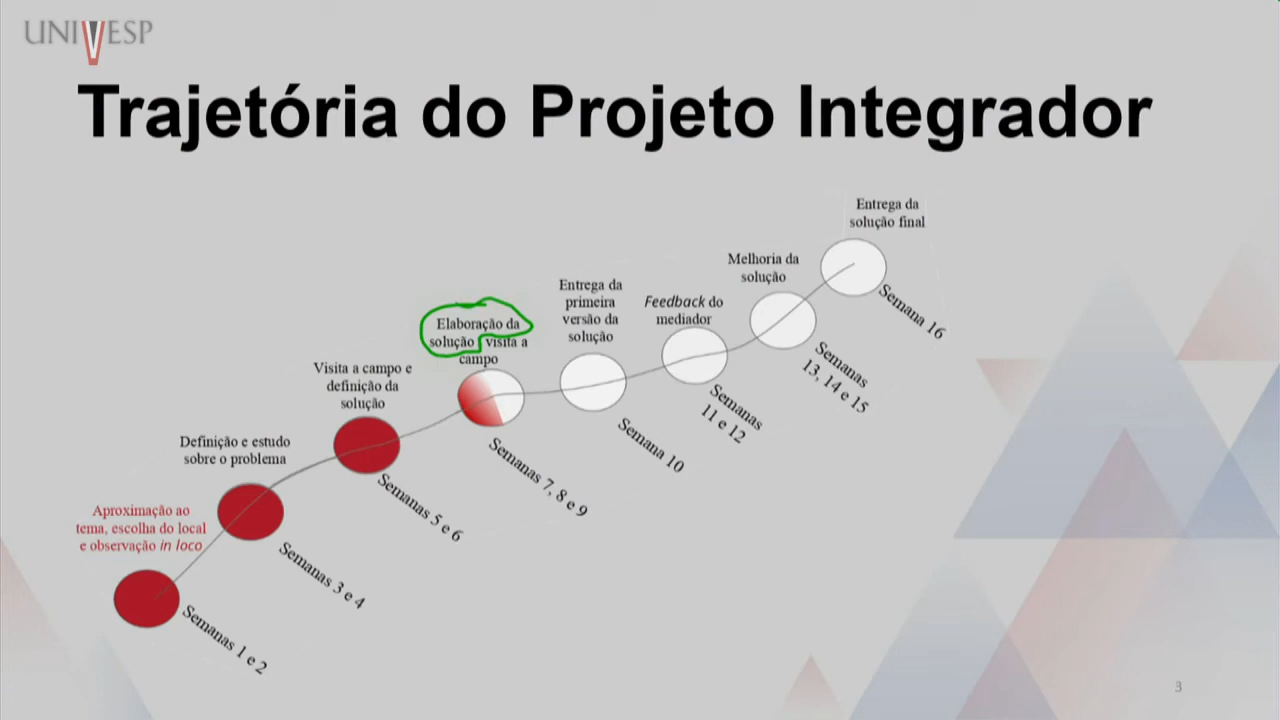 UNIVESP
Trajetória do Projeto Integrador
Aproximação ao
tema, escolha do local
e observação in loco
Semanas 1 e 2
Definição e estudo
sobre o problema
Semanas 3 e 4
Visita a campo e
definição da
solução
Semanas 5 e 6
Elaboração da
solução visita a
campo
Semanas 7, 8 e 9
Entrega da
primeira
versão da
solução
Semana 10
Feedback do
mediador
Semanas
11 e 12
Melhoria da
solução
Semanas
13, 14 e 15
Entrega da
solução final
Semana 16
3